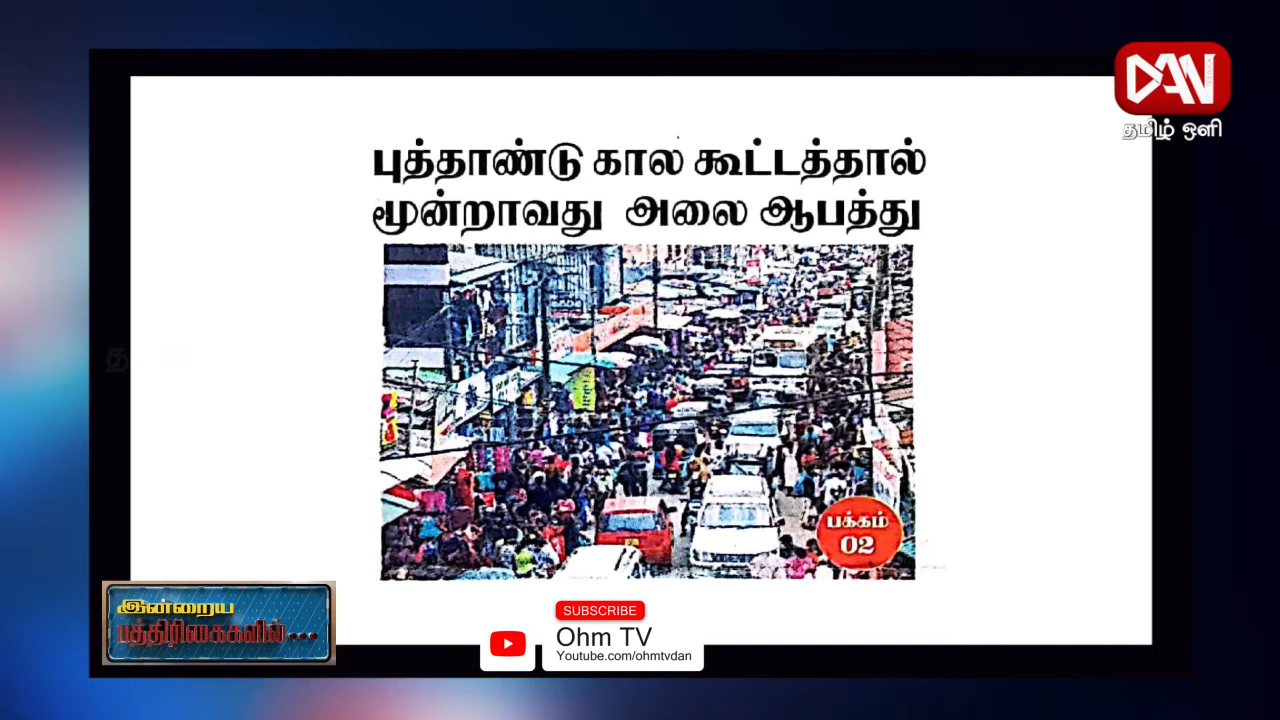 DAN
தமிழ் ஒளி
புத்தாண்டு கால கூட்டத்தால்
மூன்றாவது அலை ஆபத்து
பக்கம்
02
இன்றைய
பத்திரிகைகளில்...
SUBSCRIBE
Ohm TV
Youtube.com/ohmtvdan